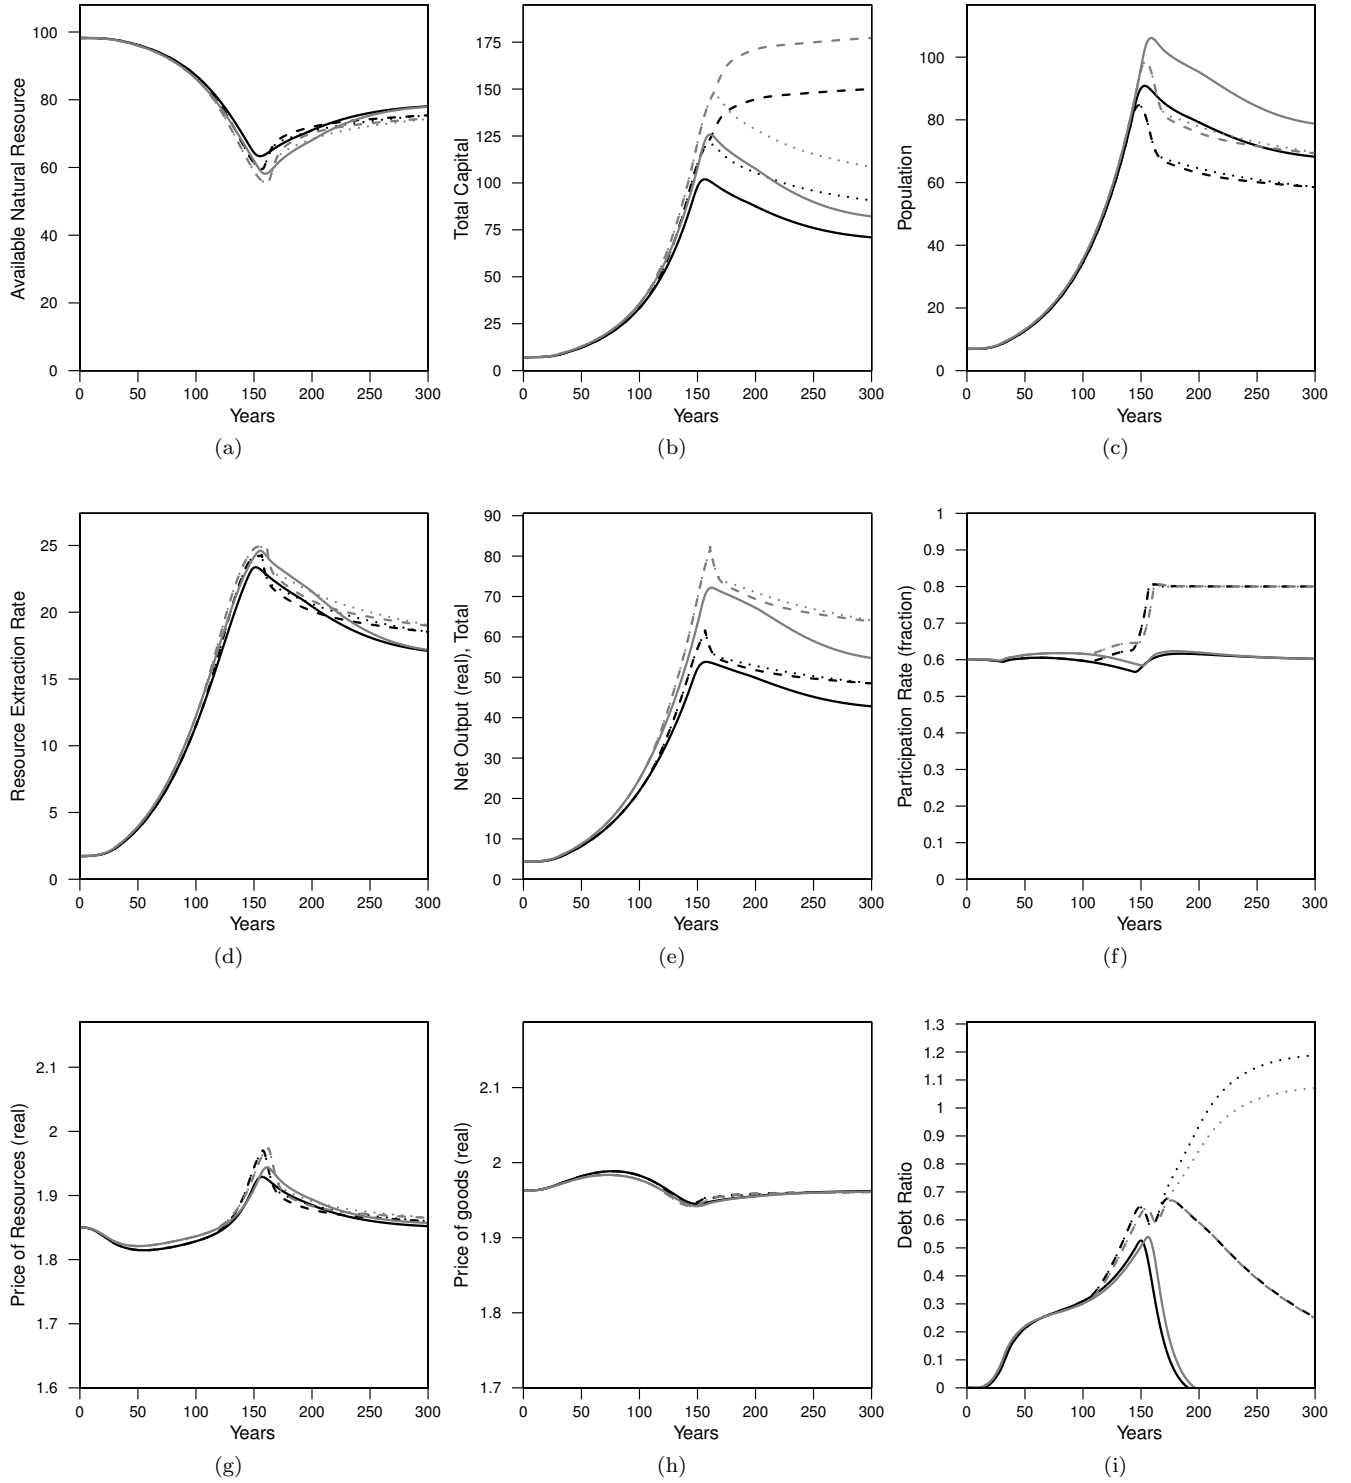 Available Natural Resource
100
80
60
40
20
0
0 50 100 150 200 250 300
Years
(a)
Total Capital
175
150
125
100
75
50
25
0
0 50 100 150 200 250 300
Years
(b)
Population
100
80
60
40
20
0
0 50 100 150 200 250 300
Years
(c)
Resource Extraction Rate
25
20
15
10
5
0
0 50 100 150 200 250 300
Years
(d)
Net Output (real), Total
90
80
70
60
50
40
30
20
10
0
0 50 100 150 200 250 300
Years
(e)
Participation Rate (fraction)
1
0.9
0.8
0.7
0.6
0.5
0.4
0.3
0.2
0.1
0
0 50 100 150 200 250 300
Years
(f)
Price of Resources (real)
2.1
2
1.9
1.8
1.7
1.6
0 50 100 150 200 250 300
Years
(g)
Price of goods (real)
2.1
2
1.9
1.8
1.7
0 50 100 150 200 250 300
Years
(h)
Debt Ratio
1.3
1.2
1.1
1
0.9
0.8
0.7
0.6
0.5
0.4
0.3
0.2
0.1
0
0 50 100 150 200 250 300
Years
(i)